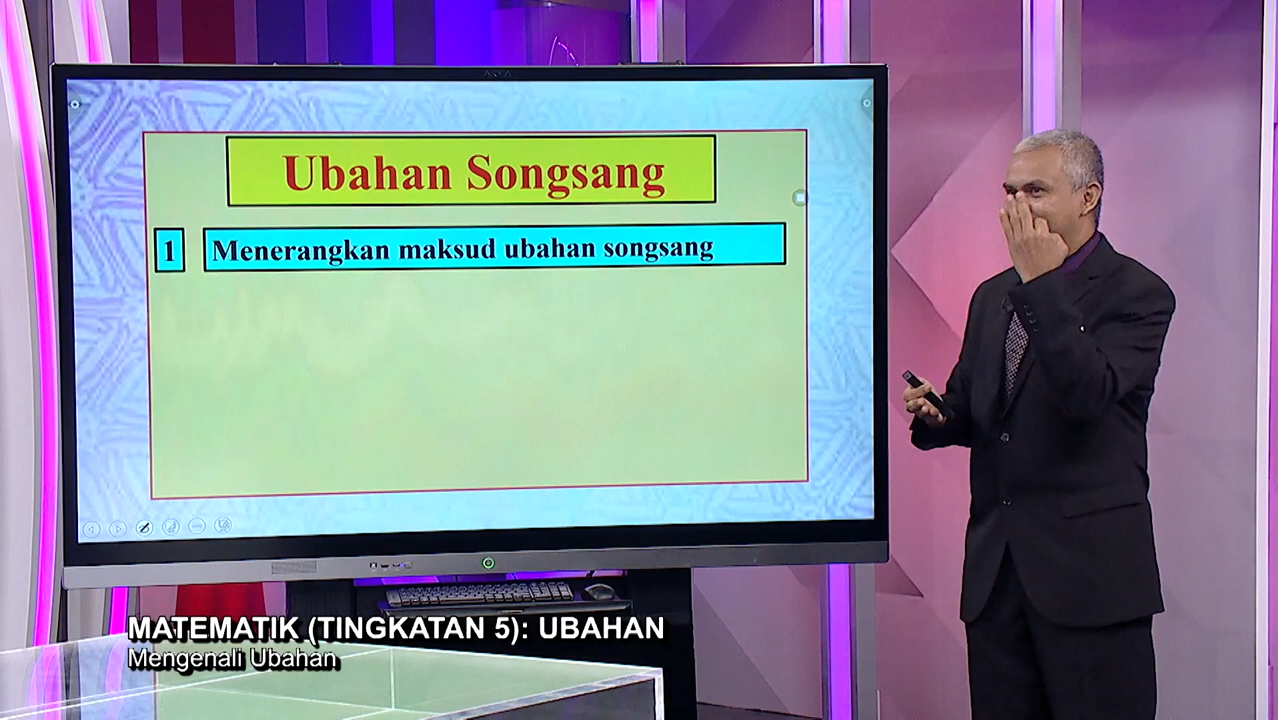 Ubahan Songsang
1 Menerangkan maksud ubahan songsang
MATEMATIK (TINGKATAN 5): UBAHAN
Mengenali Ubahan